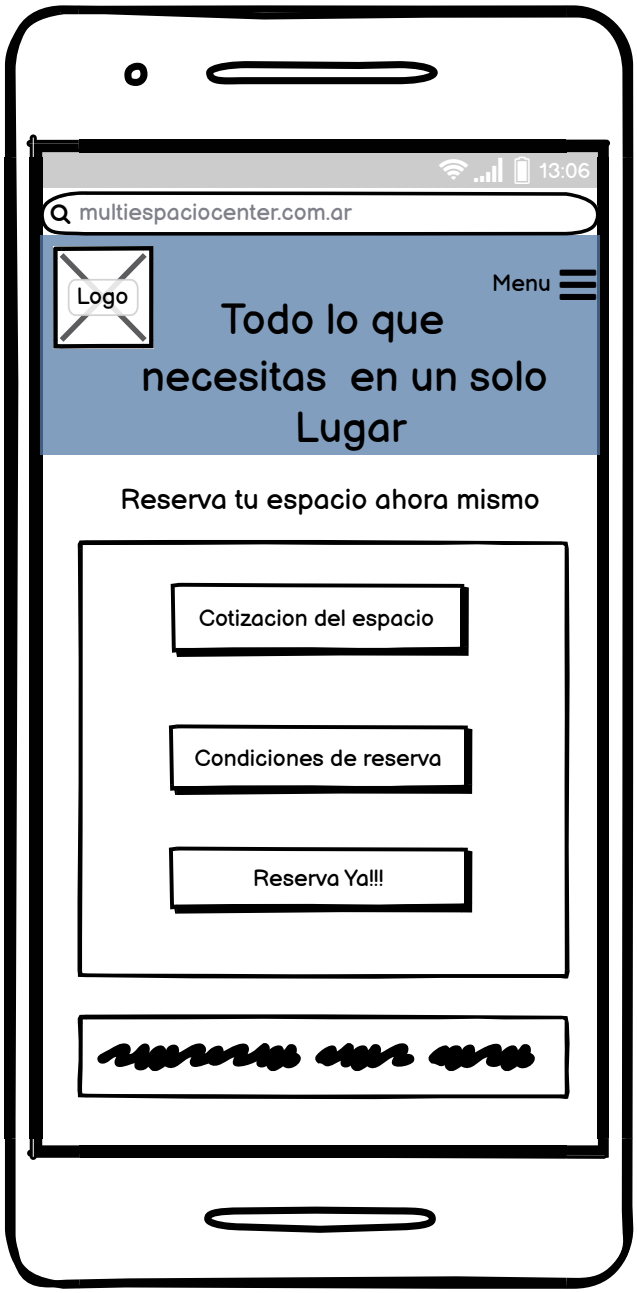 13:06
multiespaciocenter.com.ar
Logo
Menu
Todo lo que
necesitas en un solo
Lugar
Reserva tu espacio ahora mismo
Cotizacion del espacio
Condiciones de reserva
Reserva Ya!!!